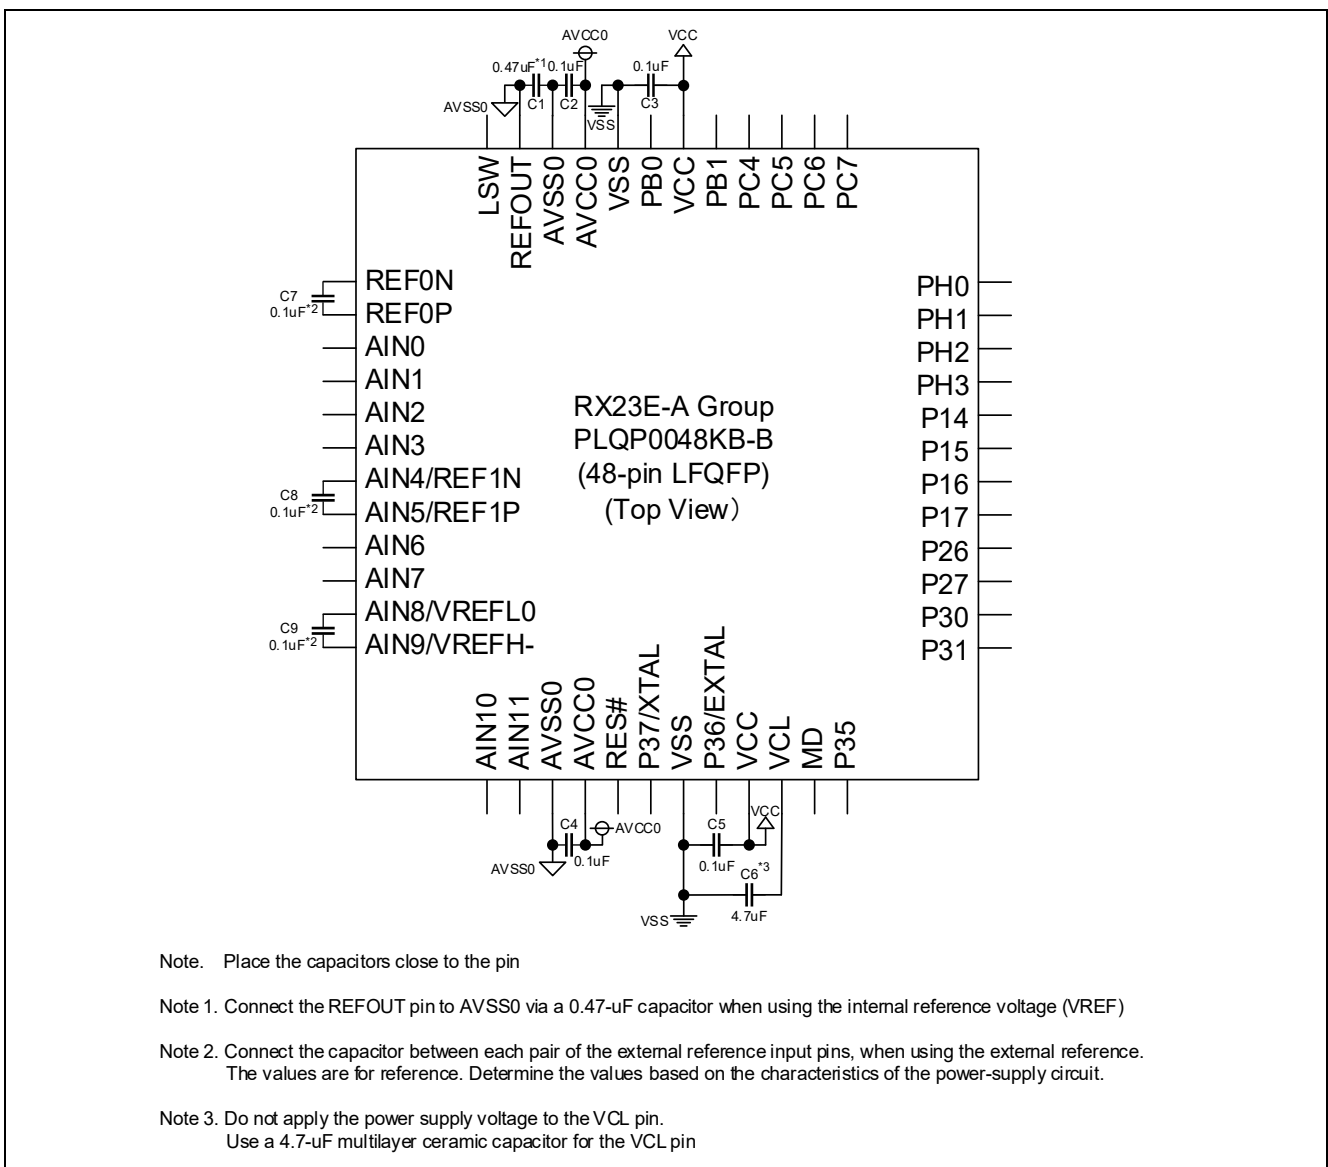 AVCC0
VCC
0.47uF*1
0.1uF
0.1uF
AVSS0
C1
C2
C3
VSS
LSW
REFOUT
AVSS0
AVCC0
VSS
PB0
VCC
PB1
PC4
PC5
PC6
PC7
REF0N
REF0P
AIN0
AIN1
AIN2
AIN3
AIN4/REF1N
AIN5/REF1P
AIN6
AIN7
AIN8/VREFL0
AIN9/VREFH-
C7
0.1uF*2
C8
0.1uF*2
C9
0.1uF*2
RX23E-A Group
PLQP0048KB-B
(48-pin LFQFP)
(Top View)
PH0
PH1
PH2
PH3
P14
P15
P16
P17
P26
P27
P30
P31
AIN10
AIN11
AVSS0
AVCC0
RES#
P37/XTAL
VSS
P36/EXTAL
VCC
VCL
MD
P35
C4
AVCC0
0.1uF
AVSS0
C5
VCC
0.1uF
C6*3
4.7uF
VSS
Note. Place the capacitors close to the pin
Note 1. Connect the REFOUT pin to AVSS0 via a 0.47-uF capacitor when using the internal reference voltage (VREF)
Note 2. Connect the capacitor between each pair of the external reference input pins, when using the external reference.
The values are for reference. Determine the values based on the characteristics of the power-supply circuit.
Note 3. Do not apply the power supply voltage to the VCL pin.
Use a 4.7-uF multilayer ceramic capacitor for the VCL pin